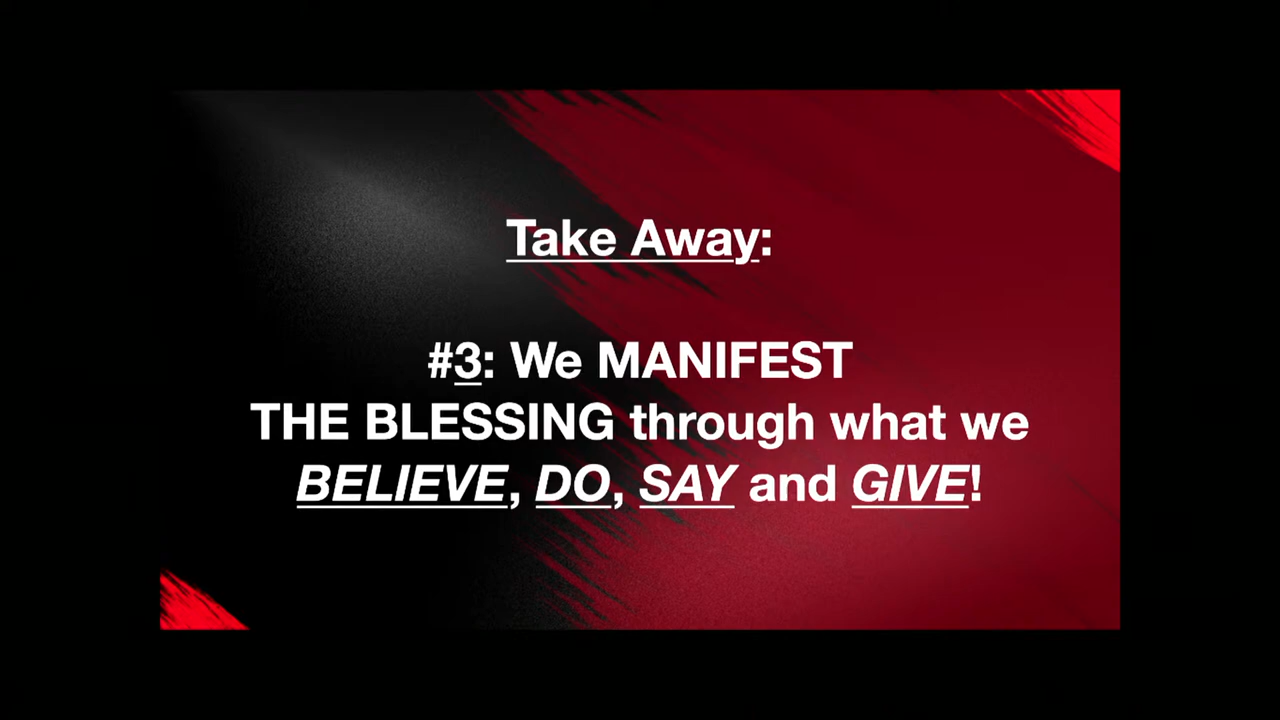 Take Away:
#3: We MANIFEST
THE BLESSING through what we
BELIEVE, DO, SAY and GIVE!